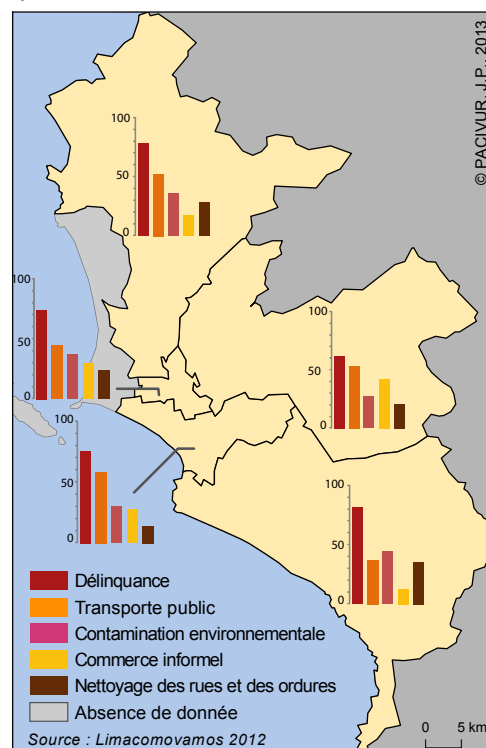 © PACIVUR, J.P., 2013
100
50
0
100
50
0
100
50
0
100
50
0
100
50
0
Délinquance
Transporte public
Contamination environnementale
Commerce informel
Nettoyage des rues et des ordures
Absence de donnée
Source : Limacomovamos 2012
0 5 km